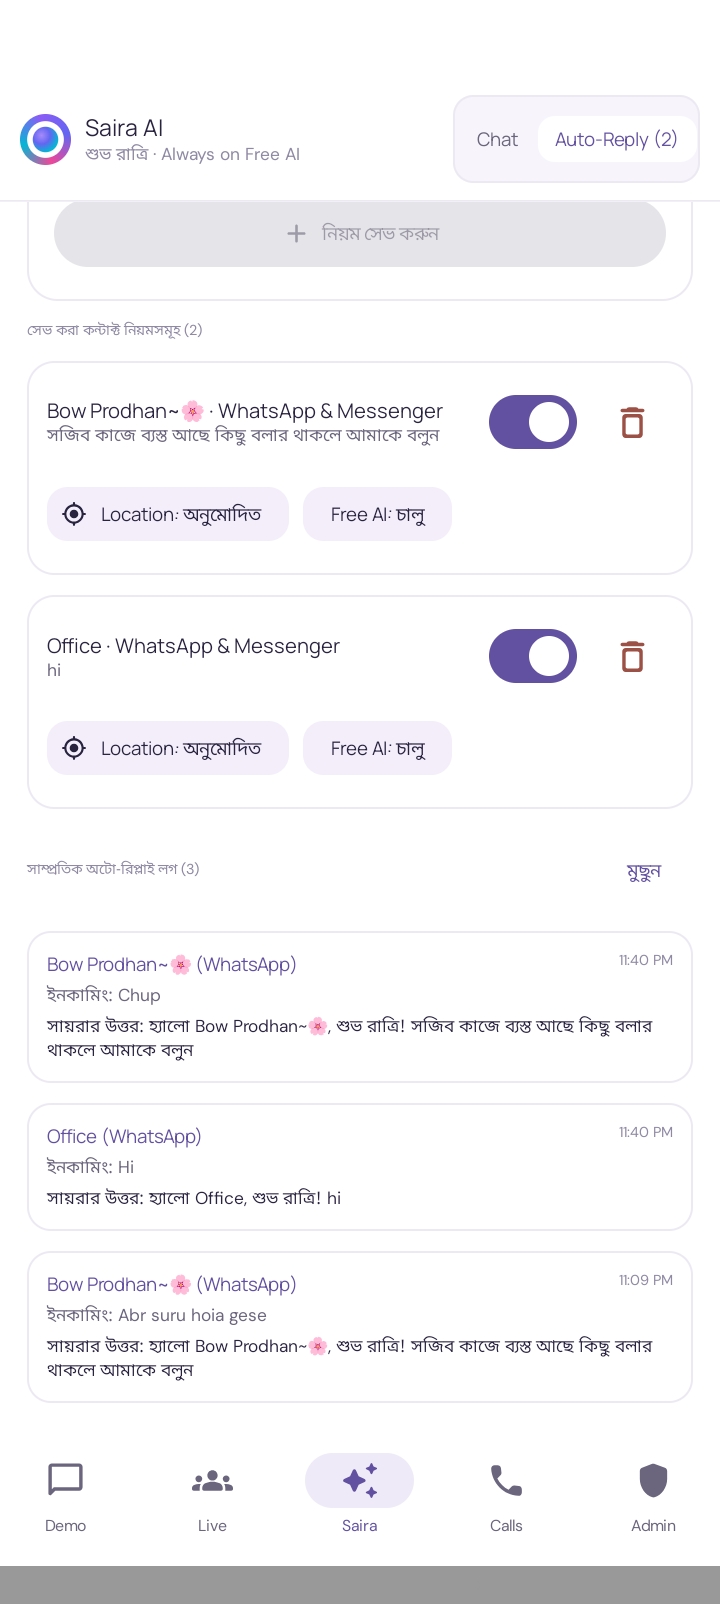 Saira AI
শুভ রাত্রি · Always on Free AI
Chat
Auto-Reply (2)
নিয়ম সেভ করুন
সেভ করা কন্টাক্ট নিয়মসমূহ (2)
Bow Prodhan~🌸 · WhatsApp & Messenger
সজিব কাজে ব্যস্ত আছে কিছু বলার থাকলে আমাকে বলুন
Location: অনুমোদিত
Free AI: চালু
Office · WhatsApp & Messenger
hi
Location: অনুমোদিত
Free AI: চালু
সাম্প্রতিক অটো-রিপ্লাই লগ (3)
মুছুন
Bow Prodhan~🌸 (WhatsApp)
11:40 PM
ইনকামিং: Chup
সায়রার উত্তর: হ্যালো Bow Prodhan~🌸, শুভ রাত্রি! সজিব কাজে ব্যস্ত আছে কিছু বলার
থাকলে আমাকে বলুন
Office (WhatsApp)
11:40 PM
ইনকামিং: Hi
সায়রার উত্তর: হ্যালো Office, শুভ রাত্রি! hi
Bow Prodhan~🌸 (WhatsApp)
11:09 PM
ইনকামিং: Abr suru hoia gese
সায়রার উত্তর: হ্যালো Bow Prodhan~🌸, শুভ রাত্রি! সজিব কাজে ব্যস্ত আছে কিছু বলার
থাকলে আমাকে বলুন
Demo
Live
Saira
Calls
Admin